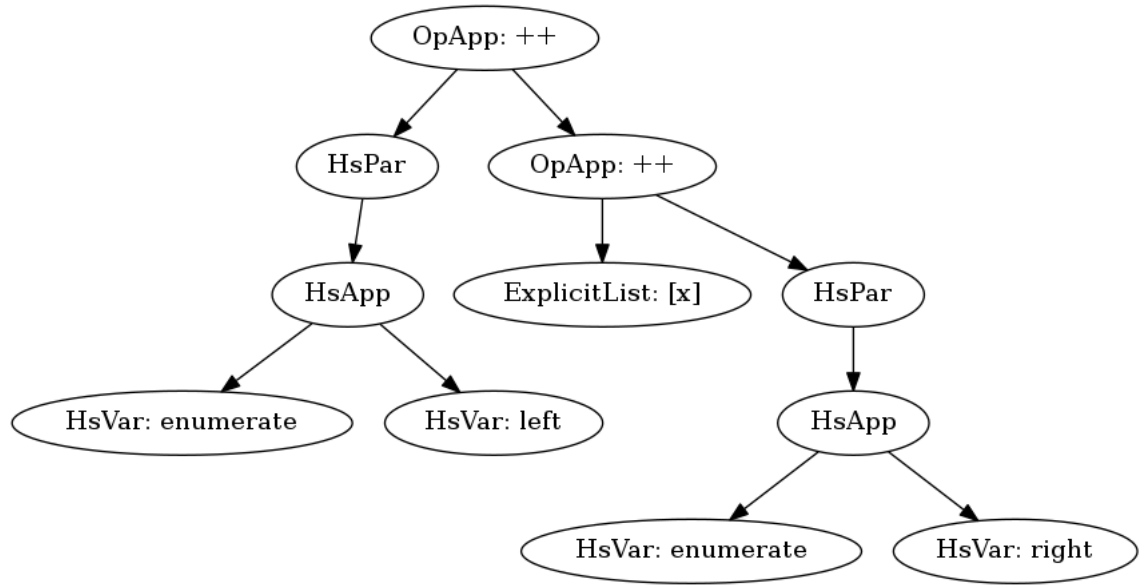 OpApp: ++
HsPar
OpApp: ++
HsApp
ExplicitList: [x]
HsPar
HsVar: enumerate
HsVar: left
HsApp
HsVar: enumerate
HsVar: right